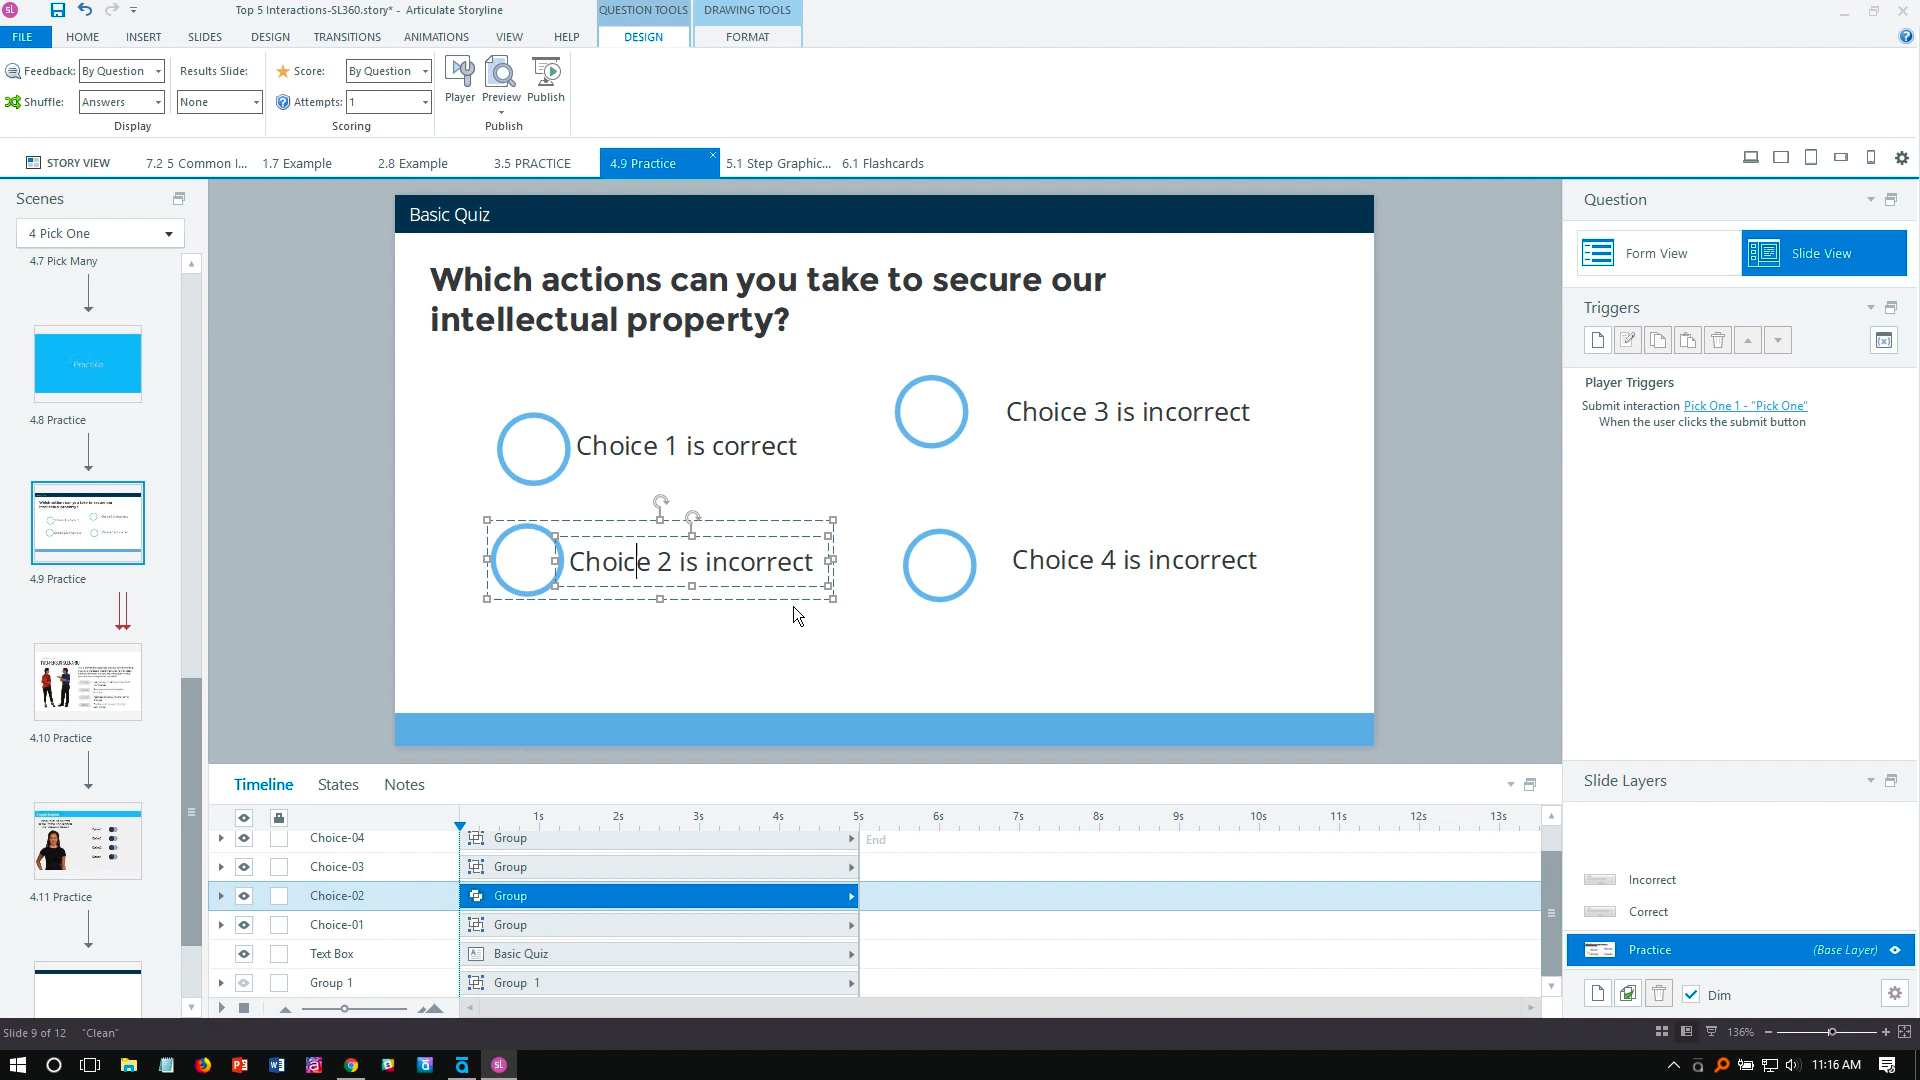 sl
Top 5 Interactions-SL360.story* - Articulate Storyline
QUESTION TOOLS
DRAWING TOOLS
FILE
HOME
INSERT
SLIDES
DESIGN
TRANSITIONS
ANIMATIONS
VIEW
HELP
DESIGN
FORMAT
Feedback: By Question
Results Slide:
Score: By Question
Shuffle: Answers
None
Attempts: 1
Player
Preview
Publish
Display
Scoring
Publish
STORY VIEW
7.2 5 Common I...
1.7 Example
2.8 Example
3.5 PRACTICE
4.9 Practice
5.1 Step Graphic...
6.1 Flashcards
Scenes
4 Pick One
4.7 Pick Many
Practice
4.8 Practice
4.9 Practice
4.10 Practice
4.11 Practice
Basic Quiz
Which actions can you take to secure our
intellectual property?
Choice 1 is correct
Choice 2 is incorrect
Choice 3 is incorrect
Choice 4 is incorrect
Question
Form View
Slide View
Triggers
Player Triggers
Submit interaction Pick One 1 - "Pick One"
When the user clicks the submit button
Timeline
States
Notes
1s 2s 3s 4s 5s 6s 7s 8s 9s 10s 11s 12s 13s
Choice-04 Group End
Choice-03 Group
Choice-02 Group
Choice-01 Group
Text Box Basic Quiz
Group 1 Group 1
Slide Layers
Incorrect
Correct
Practice (Base Layer)
Dim
Slide 9 of 12 "Clean"
136%
11:16 AM